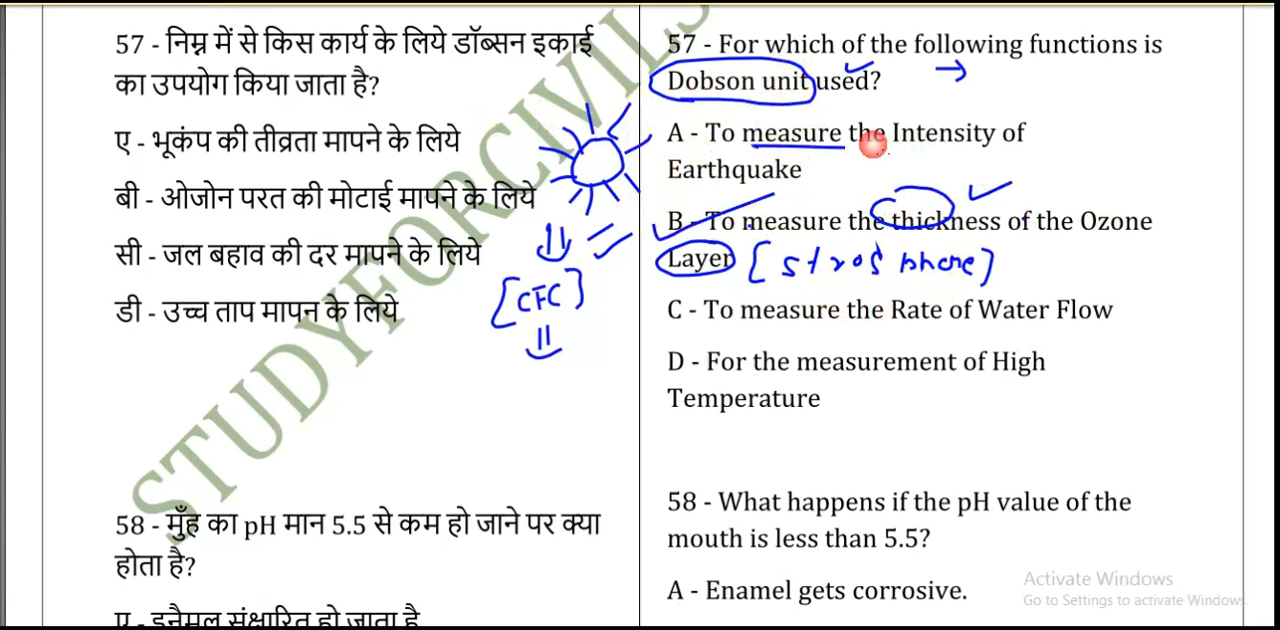 57 - निम्न में से किस कार्य के लिये डॉब्सन इकाई
का उपयोग किया जाता है?
ए - भूकंप की तीव्रता मापने के लिये
बी - ओजोन परत की मोटाई मापने के लिये
सी - जल बहाव की दर मापने के लिये
डी - उच्च ताप मापन के लिये
[CFC]
58 - मुँह का pH मान 5.5 से कम हो जाने पर क्या
होता है?
ए - इनैमल संक्षारित हो जाता है
STUDYFORCIVILS
57 - For which of the following functions is
Dobson unit used?
A - To measure the Intensity of
Earthquake
B - To measure the thickness of the Ozone
Layer [stros phere]
C - To measure the Rate of Water Flow
D - For the measurement of High
Temperature
58 - What happens if the pH value of the
mouth is less than 5.5?
A - Enamel gets corrosive.
Activate Windows
Go to Settings to activate Windows.